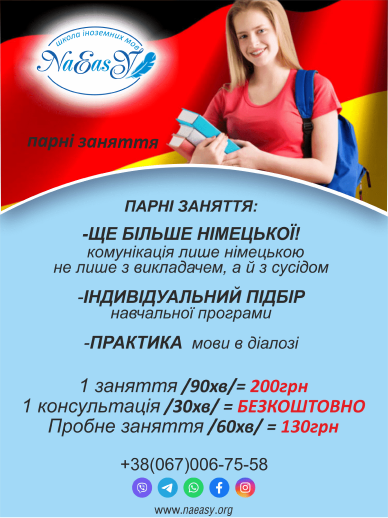 школа іноземних мов
NaEasY
парні заняття
ПАРНІ ЗАНЯТТЯ:
-ЩЕ БІЛЬШЕ НІМЕЦЬКОЇ!
комунікація лише німецькою
не лише з викладачем, а й з сусідом
-ІНДИВІДУАЛЬНИЙ ПІДБІР
навчальної програми
-ПРАКТИКА мови в діалозі
1 заняття /90хв/= 200грн
1 консультація /30хв/ = БЕЗКОШТОВНО
Пробне заняття /60хв/ = 130грн
+38(067)006-75-58
www.naeasy.org